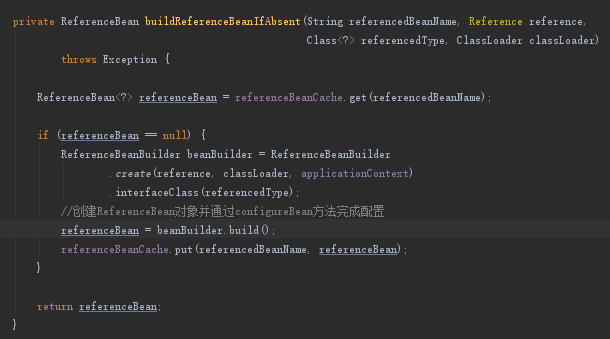 private ReferenceBean buildReferenceBeanIfAbsent(String referencedBeanName, Reference reference,
Class<?> referencedType, ClassLoader classLoader)
throws Exception {
ReferenceBean<?> referenceBean = referenceBeanCache.get(referencedBeanName);
if (referenceBean == null) {
ReferenceBeanBuilder beanBuilder = ReferenceBeanBuilder
.create(reference, classLoader, applicationContext)
.interfaceClass(referencedType);
//创建ReferenceBean对象并通过configureBean方法完成配置
referenceBean = beanBuilder.build();
referenceBeanCache.put(referencedBeanName, referenceBean);
}
return referenceBean;
}